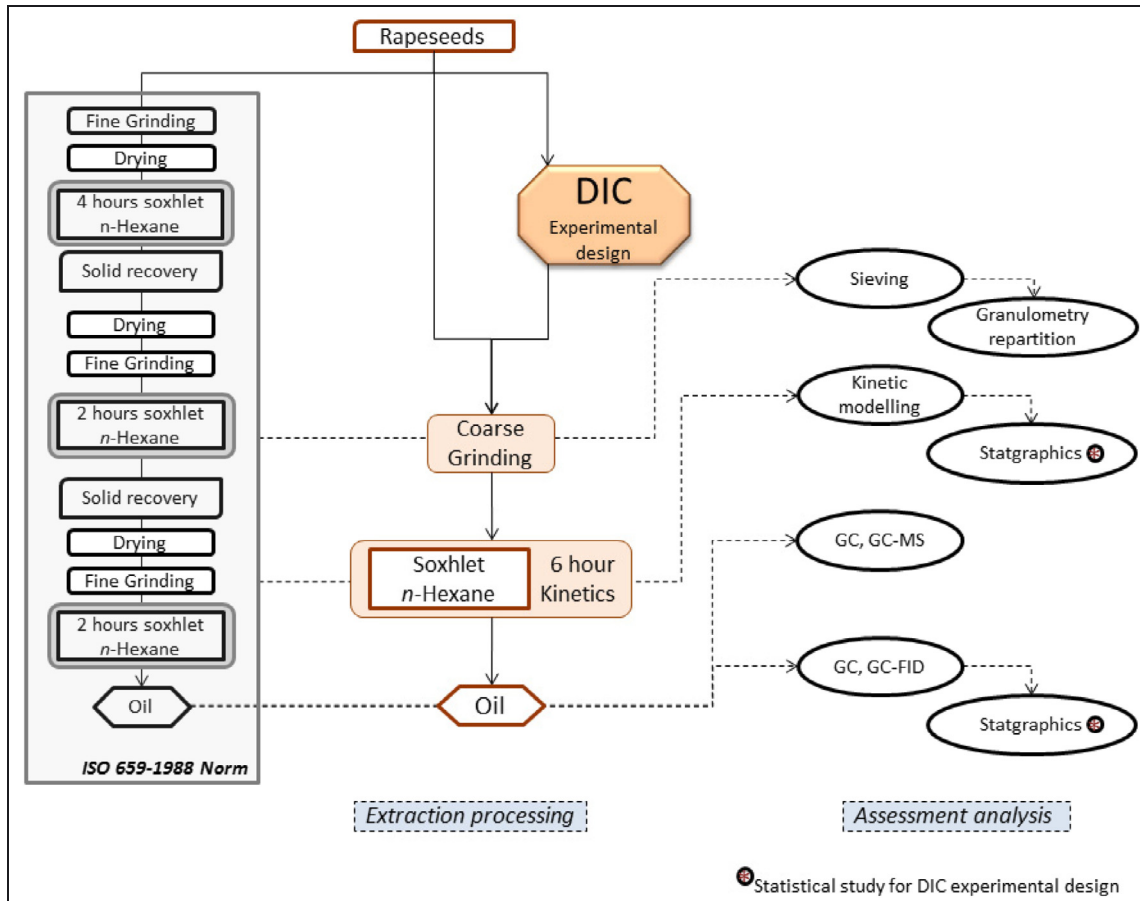 Rapeseeds
Fine Grinding
Drying
4 hours soxhlet
n-Hexane
Solid recovery
Drying
Fine Grinding
2 hours soxhlet
n-Hexane
Solid recovery
Drying
Fine Grinding
2 hours soxhlet
n-Hexane
Oil
ISO 659-1988 Norm
DIC
Experimental
design
Coarse
Grinding
Soxhlet
n-Hexane
6 hour
Kinetics
Oil
Extraction processing
Sieving
Granulometry
repartition
Kinetic
modelling
Statgraphics *
GC, GC-MS
GC, GC-FID
Statgraphics *
Assessment analysis
*Statistical study for DIC experimental design